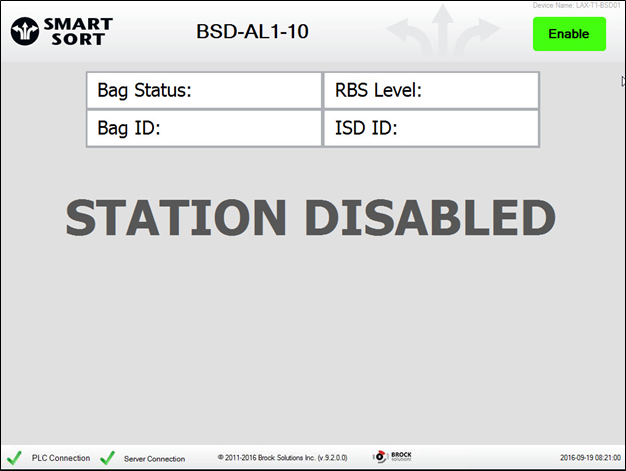 Device Name: LAX-T1-BSD01
SMART
SORT
BSD-AL1-10
Enable
Bag Status:
RBS Level:
Bag ID:
ISD ID:
STATION DISABLED
PLC Connection
Server Connection
© 2011-2016 Brock Solutions Inc. (v.9.2.0.0)
BROCK
solutions
2016-09-19 08:21:00